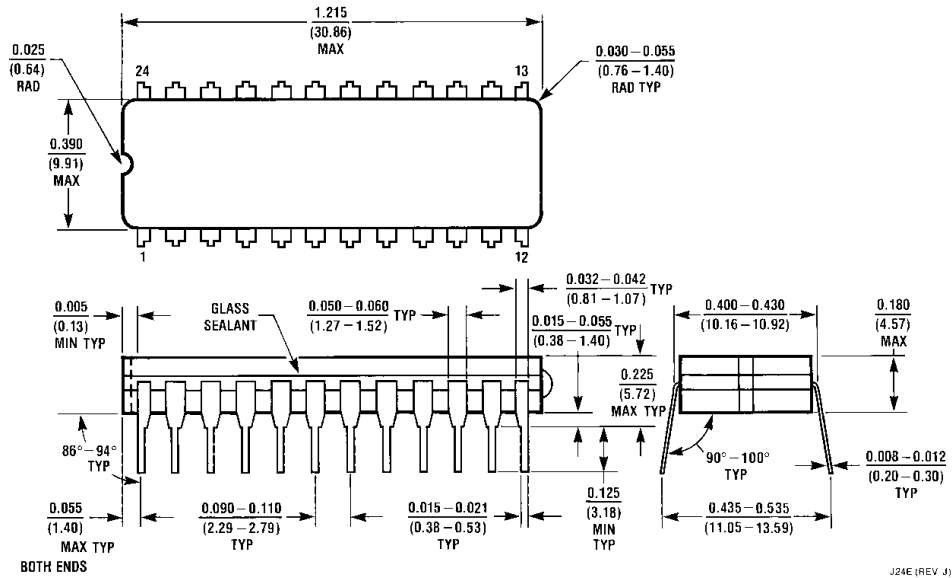 1.215
(30.86)
MAX
0.025
(0.64)
RAD
24
13
0.030–0.055
(0.76–1.40)
RAD TYP
0.390
(9.91)
MAX
1
12
0.005
(0.13)
MIN TYP
GLASS
SEALANT
0.050–0.060
(1.27–1.52)
TYP
0.032–0.042
(0.81–1.07)
TYP
0.015–0.055
(0.38–1.40)
TYP
0.225
(5.72)
MAX TYP
0.400–0.430
(10.16–10.92)
0.180
(4.57)
MAX
86°–94°
TYP
90°–100°
TYP
0.008–0.012
(0.20–0.30)
TYP
0.055
(1.40)
MAX TYP
BOTH ENDS
0.090–0.110
(2.29–2.79)
TYP
0.015–0.021
(0.38–0.53)
TYP
0.125
(3.18)
MIN
TYP
0.435–0.535
(11.05–13.59)
J24E (REV J)